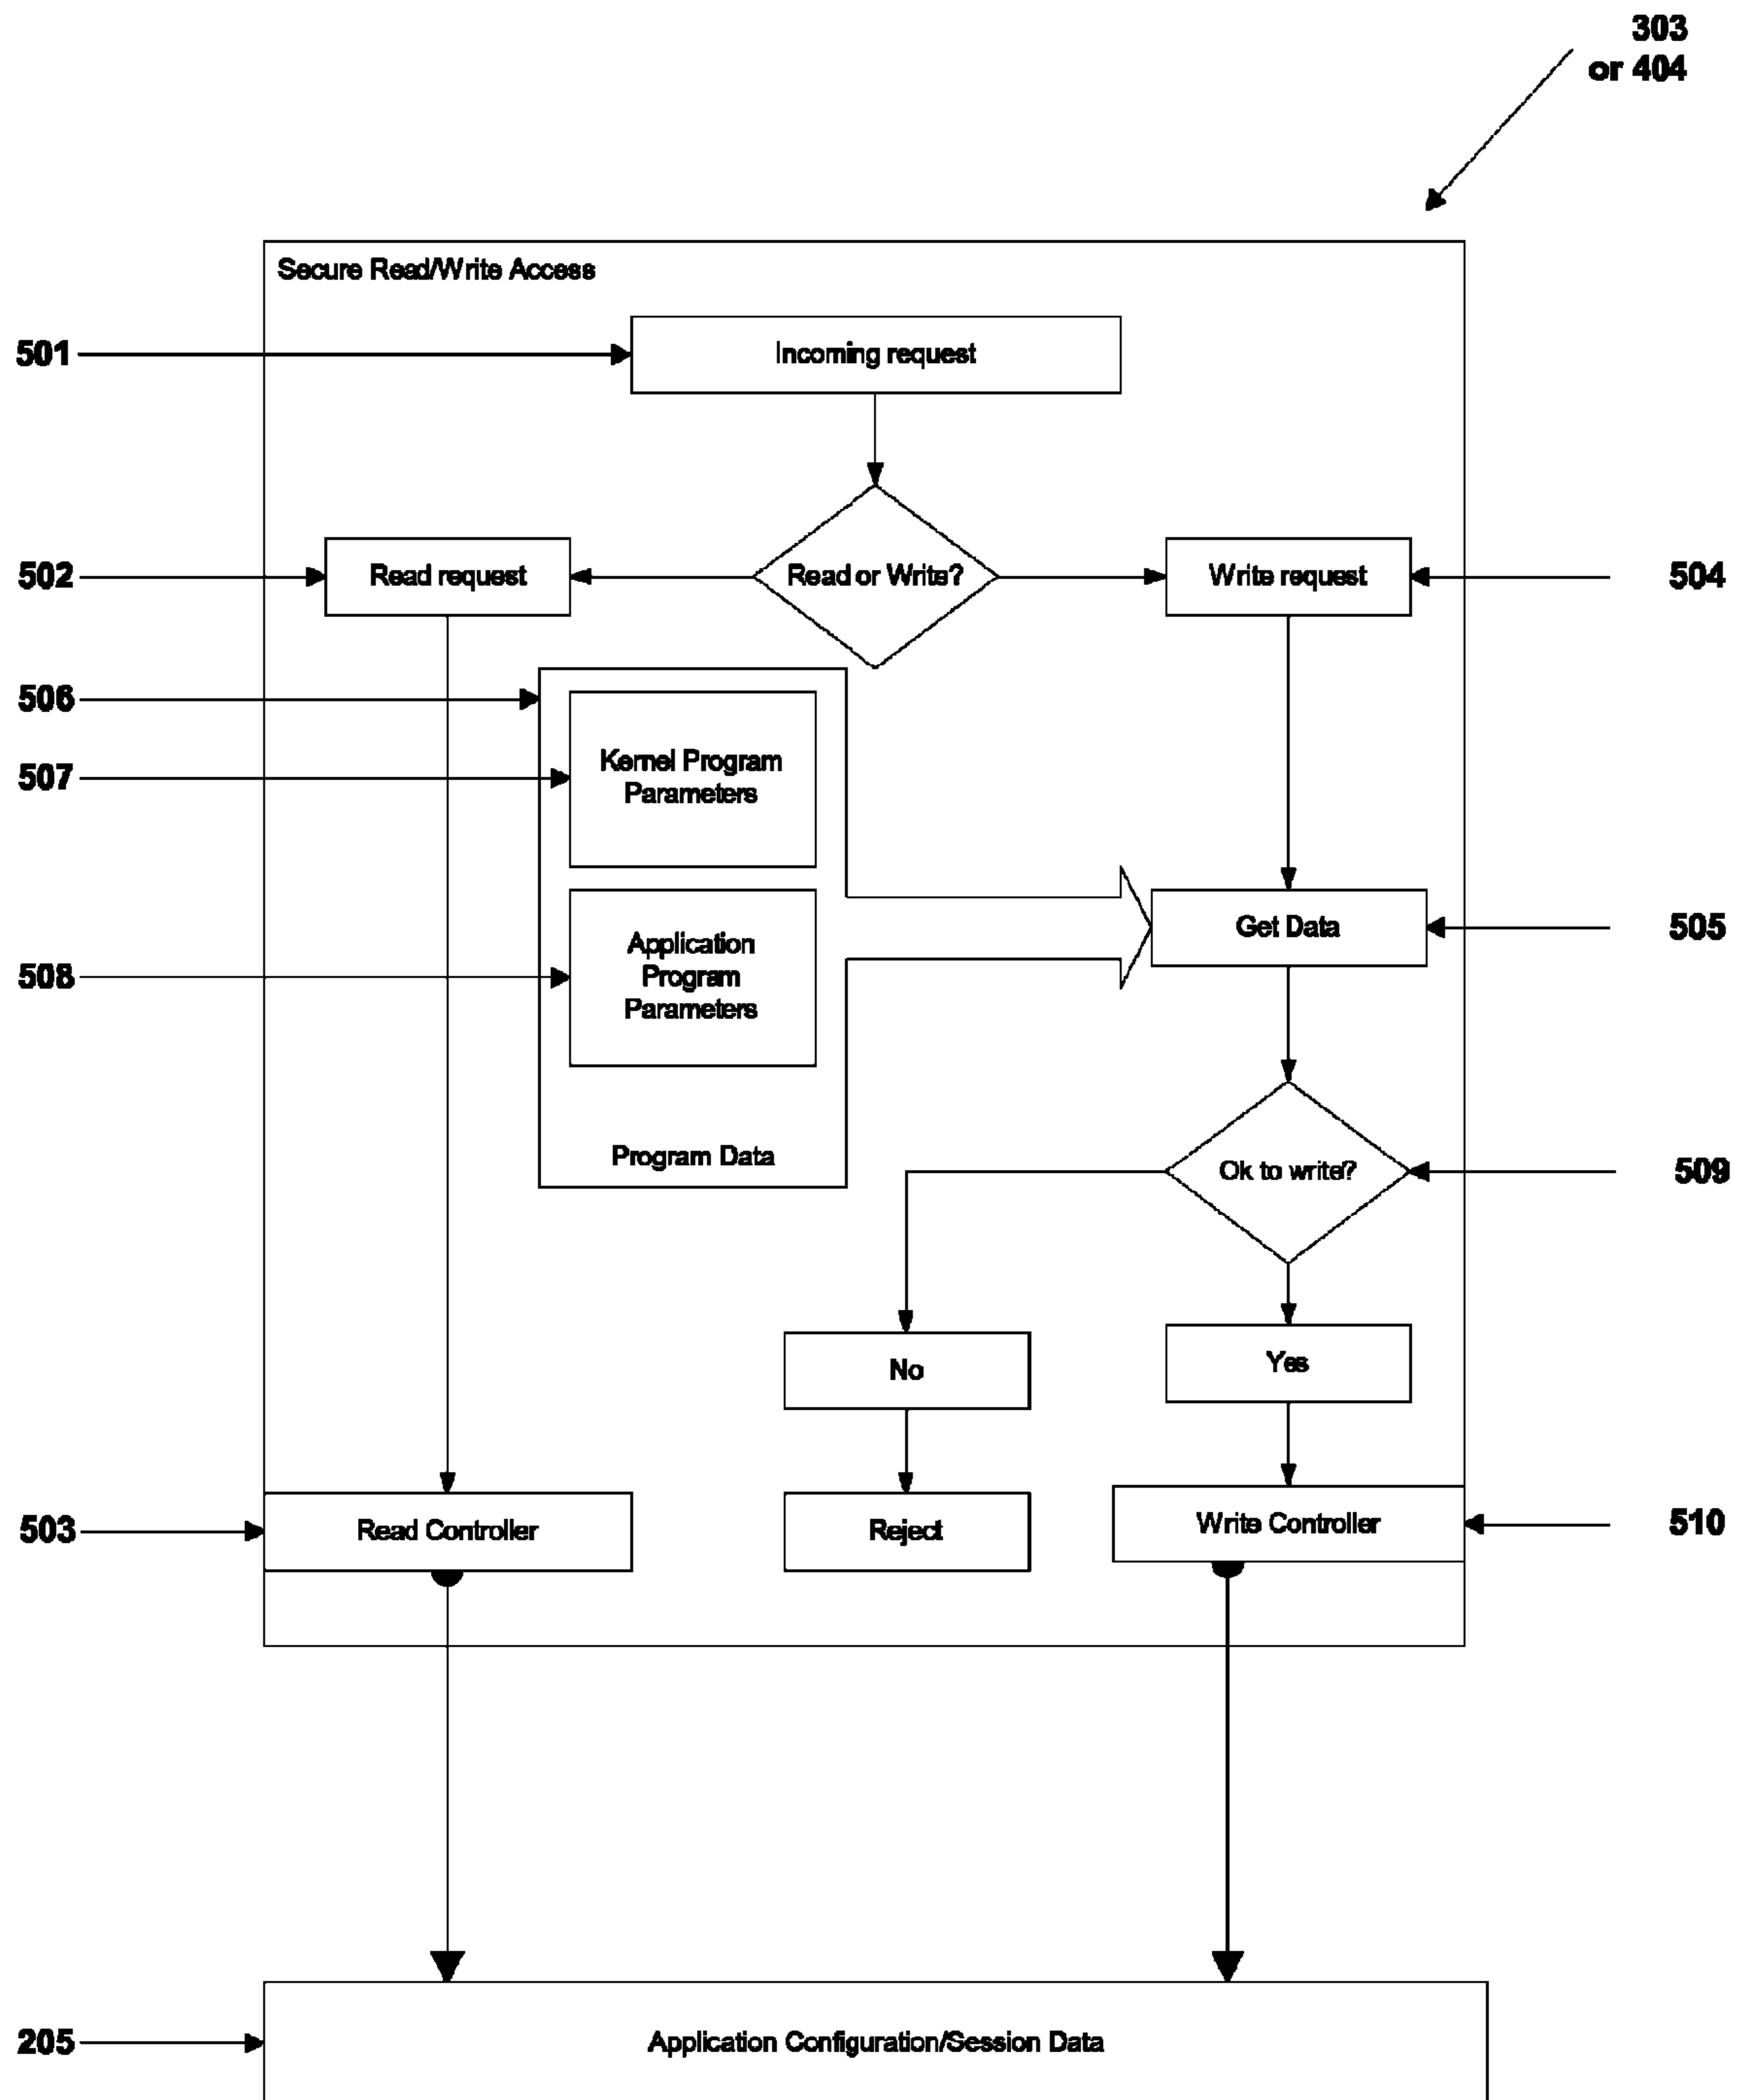 303
or 404
Secure Read/Write Access
501
Incoming request
502
Read request
Read or Write?
Write request
504
506
507
Kernel Program
Parameters
505
Get Data
508
Application
Program
Parameters
Program Data
Ok to write?
509
No
Yes
503
Read Controller
Reject
Write Controller
510
205
Application Configuration/Session Data